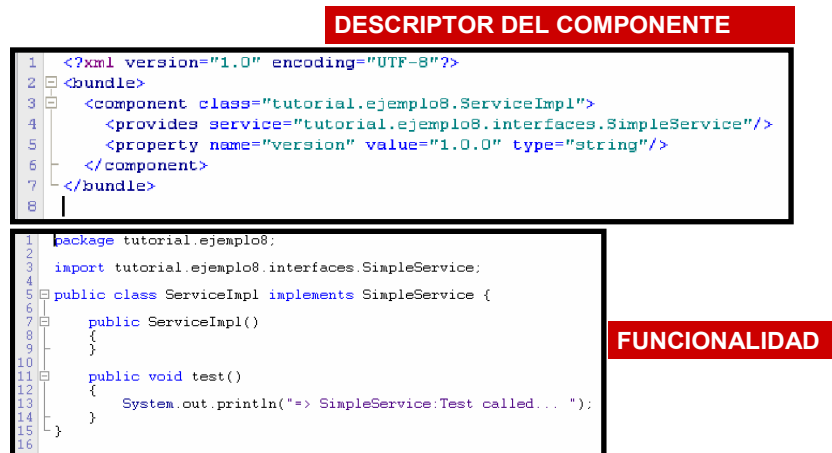 DESCRIPTOR DEL COMPONENTE
1 <?xml version="1.0" encoding="UTF-8"?>
2 <bundle>
3 <component class="tutorial.ejemplo8.ServiceImpl">
4 <provides service="tutorial.ejemplo8.interfaces.SimpleService"/>
5 <property name="version" value="1.0.0" type="string"/>
6 </component>
7 </bundle>
8
1 package tutorial.ejemplo8;
2
3 import tutorial.ejemplo8.interfaces.SimpleService;
4
5 public class ServiceImpl implements SimpleService {
6
7 public ServiceImpl()
8 {
9 }
10
11 public void test()
12 {
13 System.out.println("=> SimpleService:Test called... ");
14 }
15 }
16
FUNCIONALIDAD